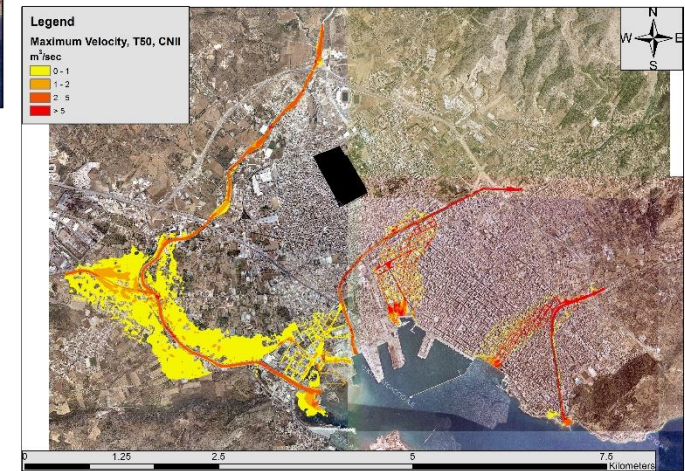 Legend
Maximum Velocity, T50, CNII
m³/sec
0 - 1
1 - 2
2 - 5
> 5
N
W E
S
0 1.25 2.5 5 7.5
Kilometers